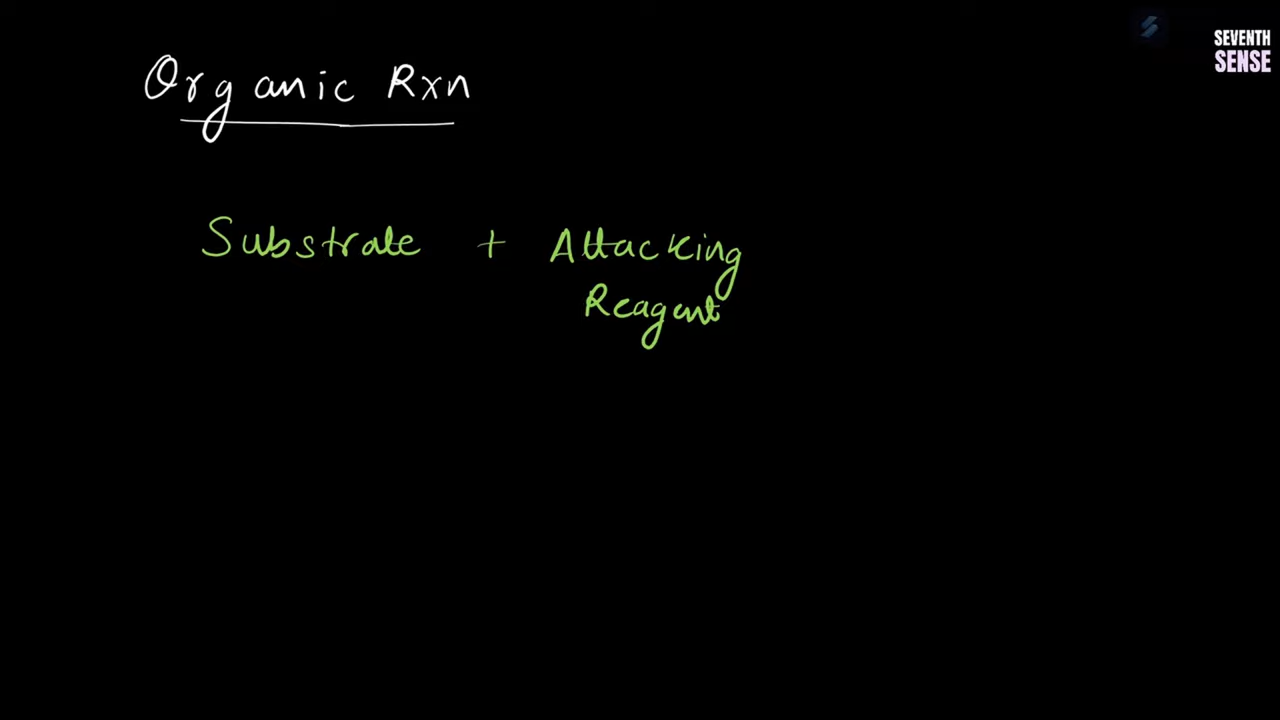 Organic Rxn
Substrate + Attacking
Reagent
SEVENTH
SENSE